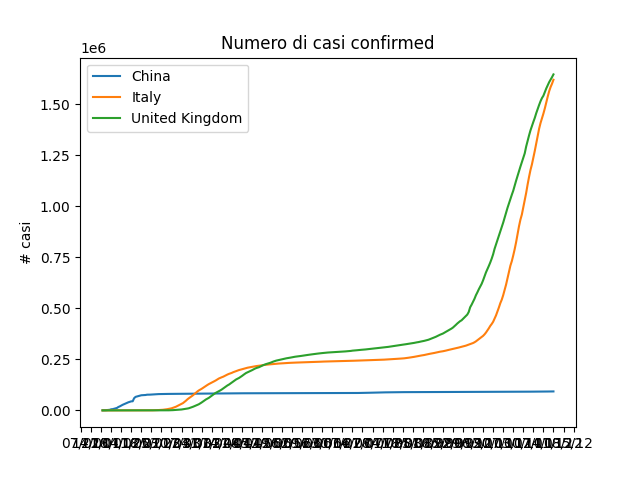 Numero di casi confirmed
1e6
China
Italy
United Kingdom
1.50
1.25
1.00
0.75
0.50
0.25
0.00
# casi